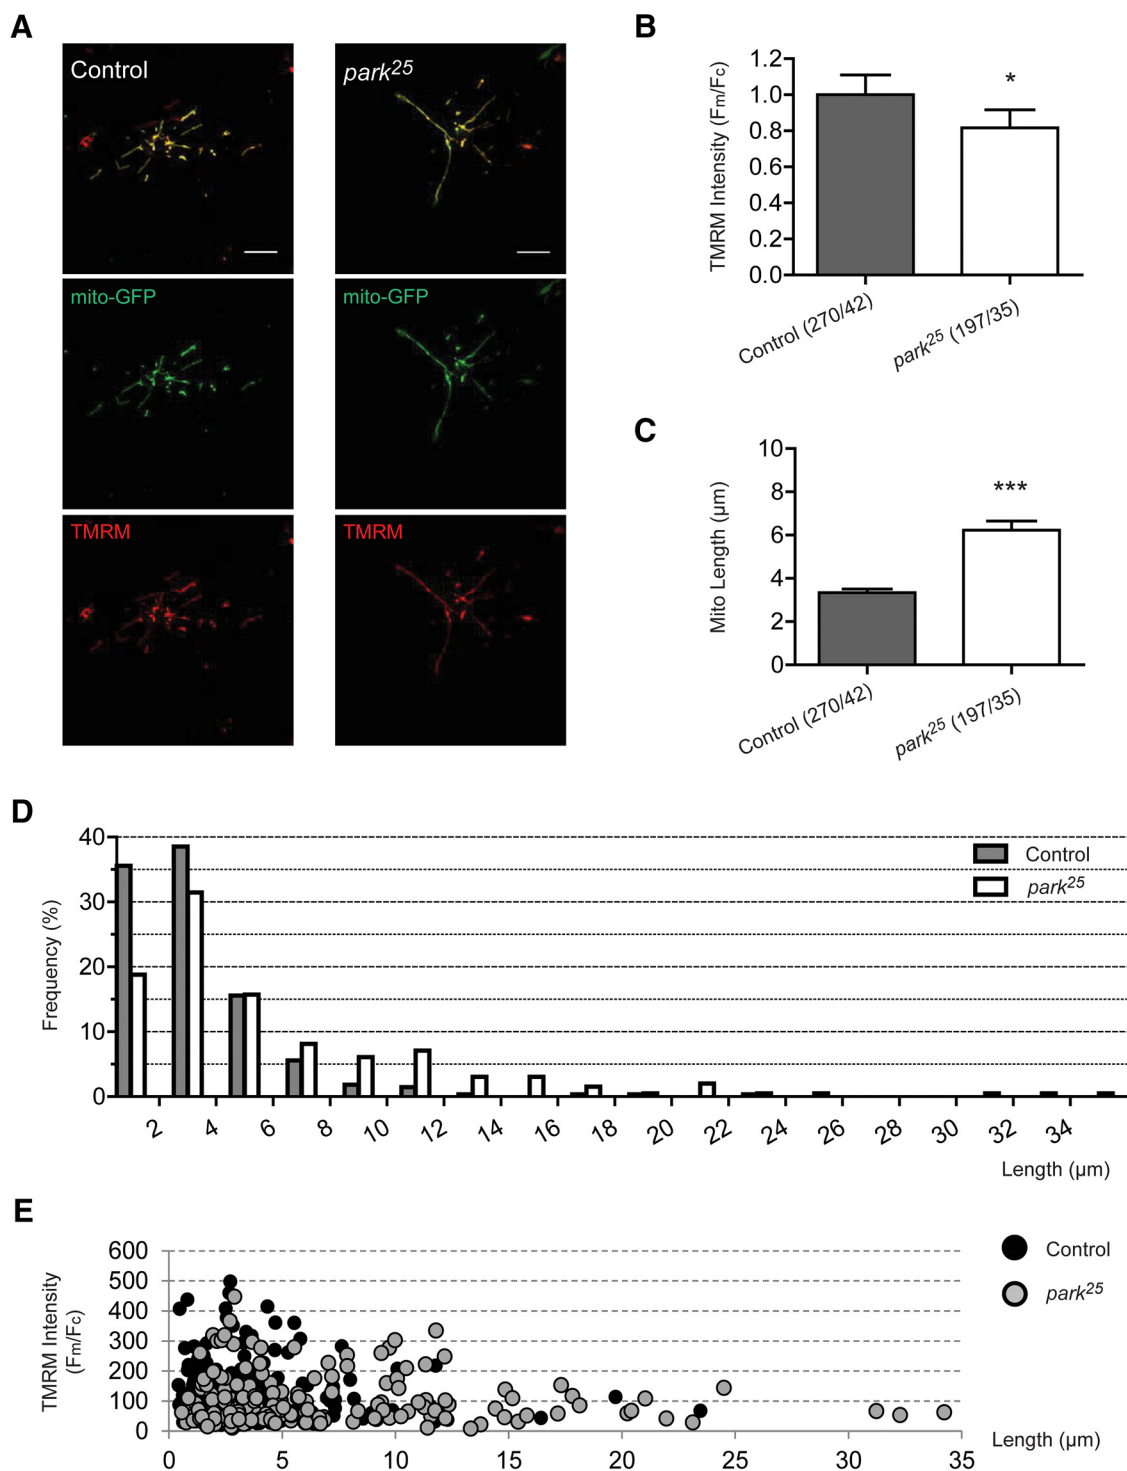 A
Control
park25
mito-GFP
mito-GFP
TMRM
TMRM
B
TMRM Intensity (Fm/Fc)
1.2
1.0
0.8
0.6
0.4
0.2
0.0
*
Control (270/42)
park25 (197/35)
C
Mito Length (μm)
10
8
6
4
2
0
***
Control (270/42)
park25 (197/35)
D
Frequency (%)
40
30
20
10
0
Control
park25
2 4 6 8 10 12 14 16 18 20 22 24 26 28 30 32 34
Length (μm)
E
TMRM Intensity
(Fm/Fc)
600
500
400
300
200
100
0
0 5 10 15 20 25 30 35
Length (μm)
Control
park25